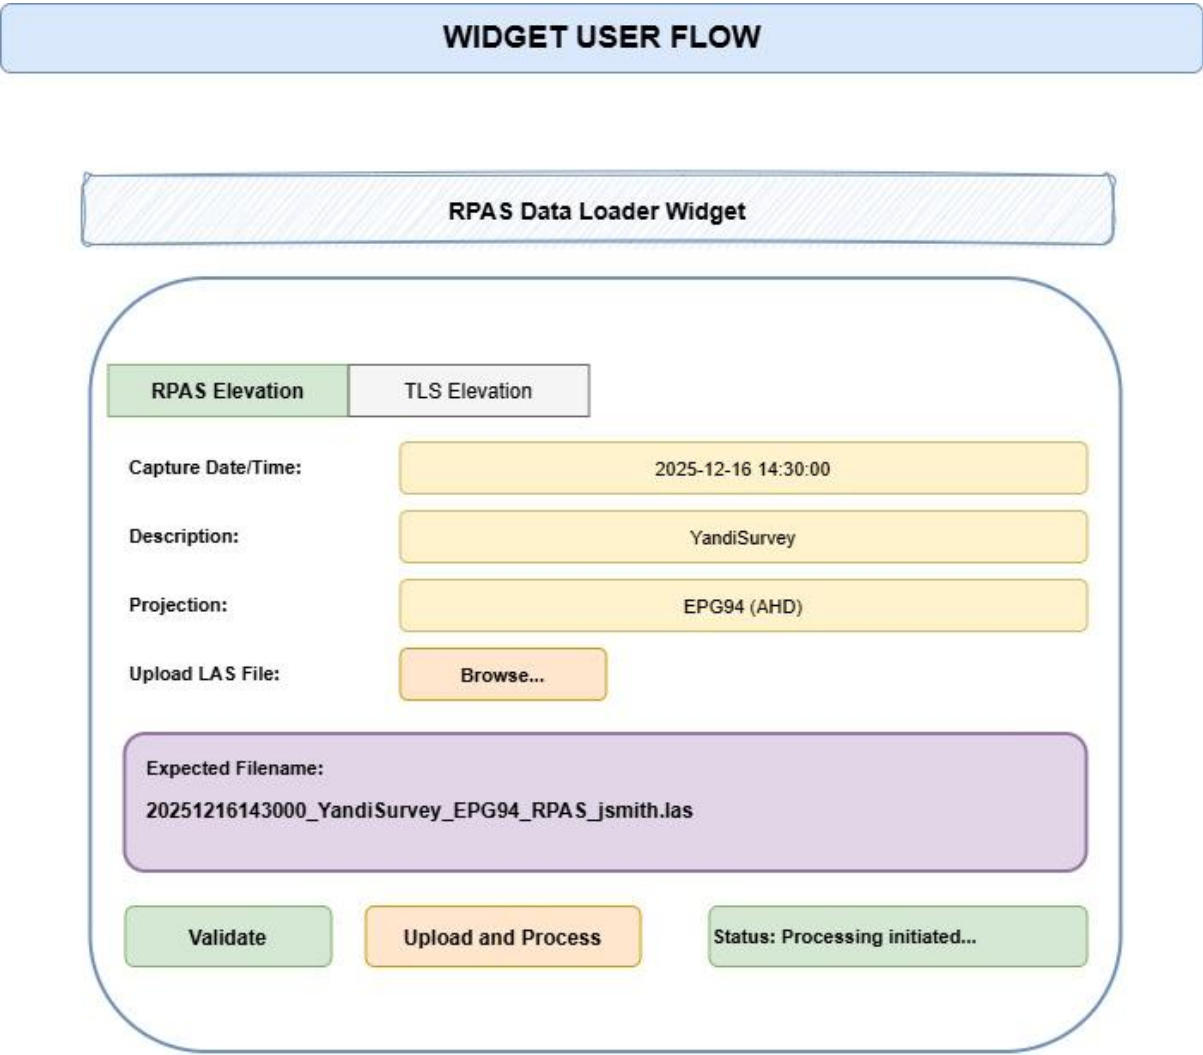 WIDGET USER FLOW
RPAS Data Loader Widget
RPAS Elevation
TLS Elevation
Capture Date/Time:
2025-12-16 14:30:00
Description:
YandiSurvey
Projection:
EPG94 (AHD)
Upload LAS File:
Browse...
Expected Filename:
20251216143000_YandiSurvey_EPG94_RPAS_jsmith.las
Validate
Upload and Process
Status: Processing initiated...